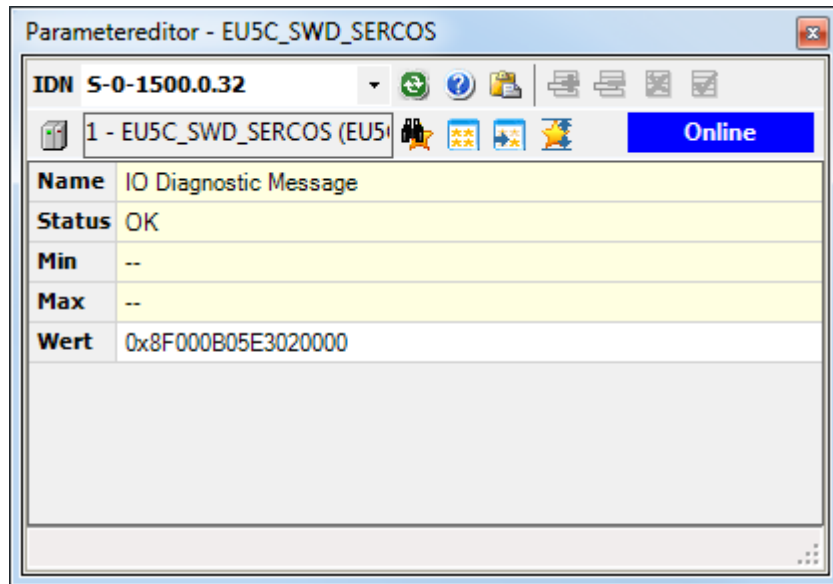 Parametereditor - EU5C_SWD_SERCOS
IDN S-0-1500.0.32
1 - EU5C_SWD_SERCOS (EU5
Online
Name IO Diagnostic Message
Status OK
Min --
Max --
Wert 0x8F000B05E3020000